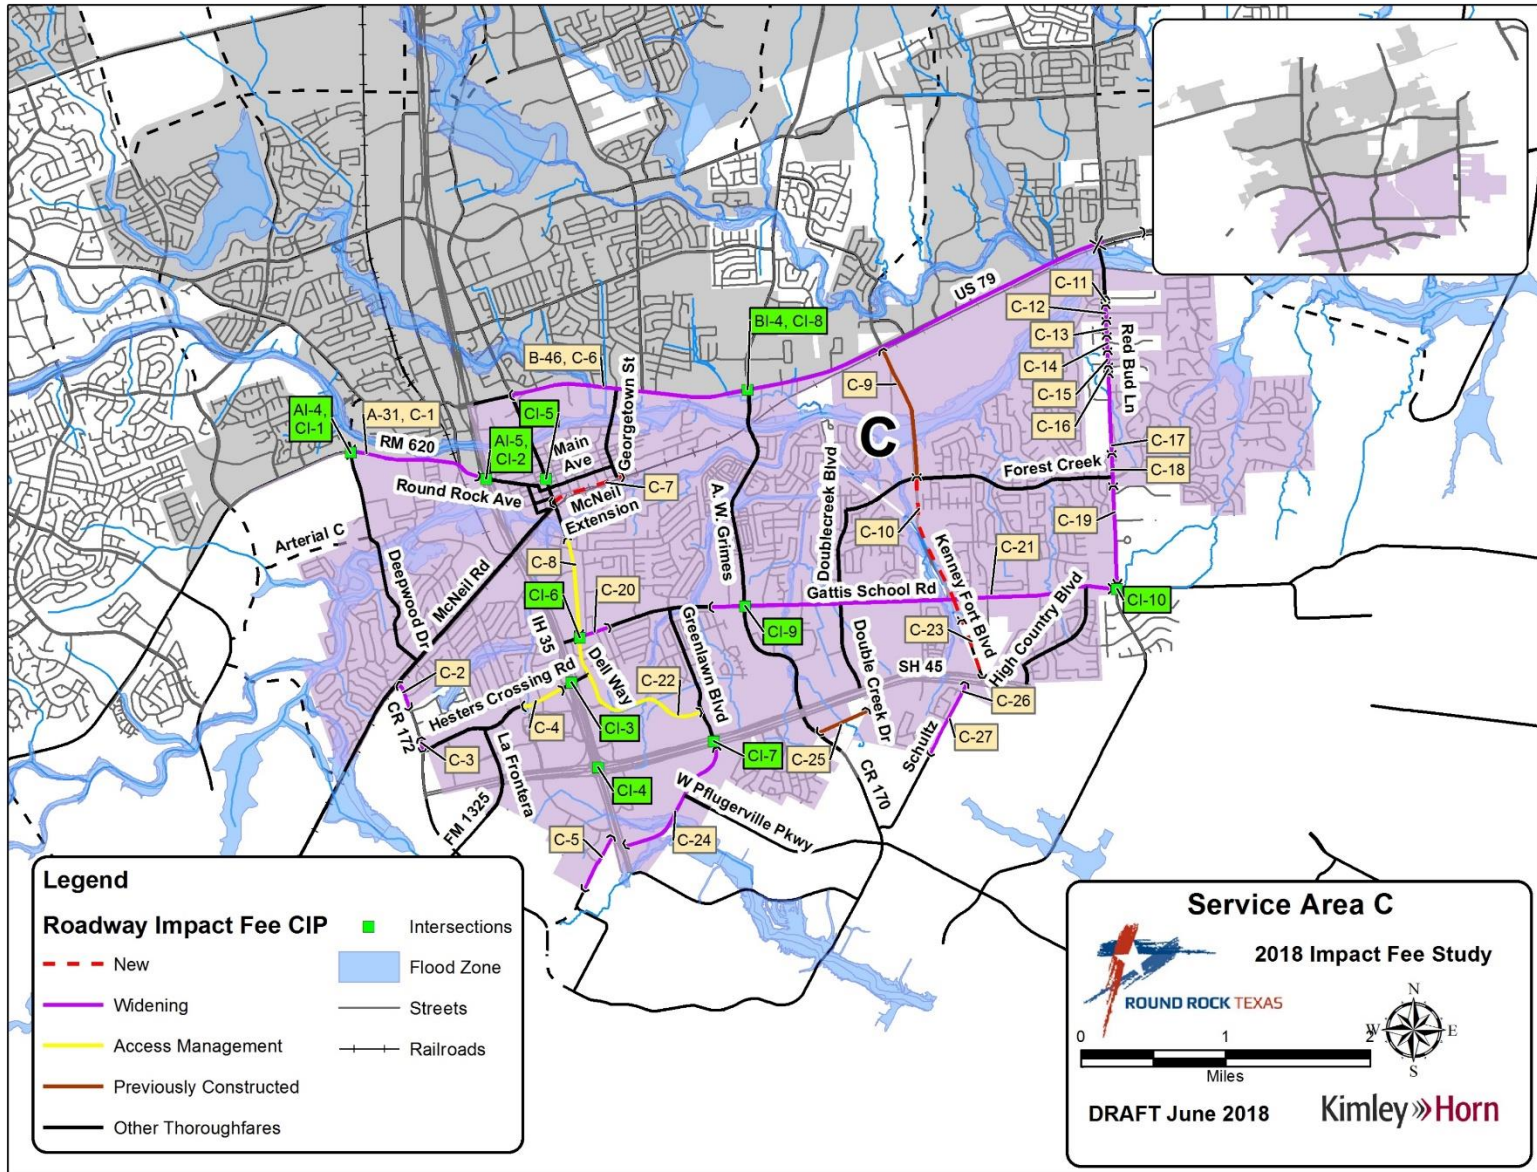 US 79
C-11
C-12
C-13
C-14
C-15
C-16
Red Bud Ln
BI-4, CI-8
B-46, C-6
Georgetown St
C-9
C
AI-4,
CI-1
A-31, C-1
RM 620
CI-5
AI-5,
CI-2
Main
Ave
Round Rock Ave
C-7
McNeil
Extension
C-17
C-18
Forest Creek
C-19
A. W. Grimes
Doublecreek Blvd
C-10
C-21
Kenney Fort Blvd
Arterial C
Deepwood Dr
McNeil Rd
C-8
CI-6
C-20
Gattis School Rd
High Country Blvd
CI-10
IH 35
Greenlawn Blvd
CI-9
C-23
Double Creek Dr
SH 45
C-2
CR 172
Hesters Crossing Rd
Dell Way
C-22
C-26
C-4
CI-3
C-27
Schultz
C-3
La Frontera
CI-7
C-25
CR 170
CI-4
FM 1325
W Pflugerville Pkwy
C-5
C-24
Legend
Roadway Impact Fee CIP
New
Widening
Access Management
Previously Constructed
Other Thoroughfares
Intersections
Flood Zone
Streets
Railroads
Service Area C
2018 Impact Fee Study
ROUND ROCK TEXAS
N
W
E
S
0 1 2
Miles
DRAFT June 2018
Kimley»Horn